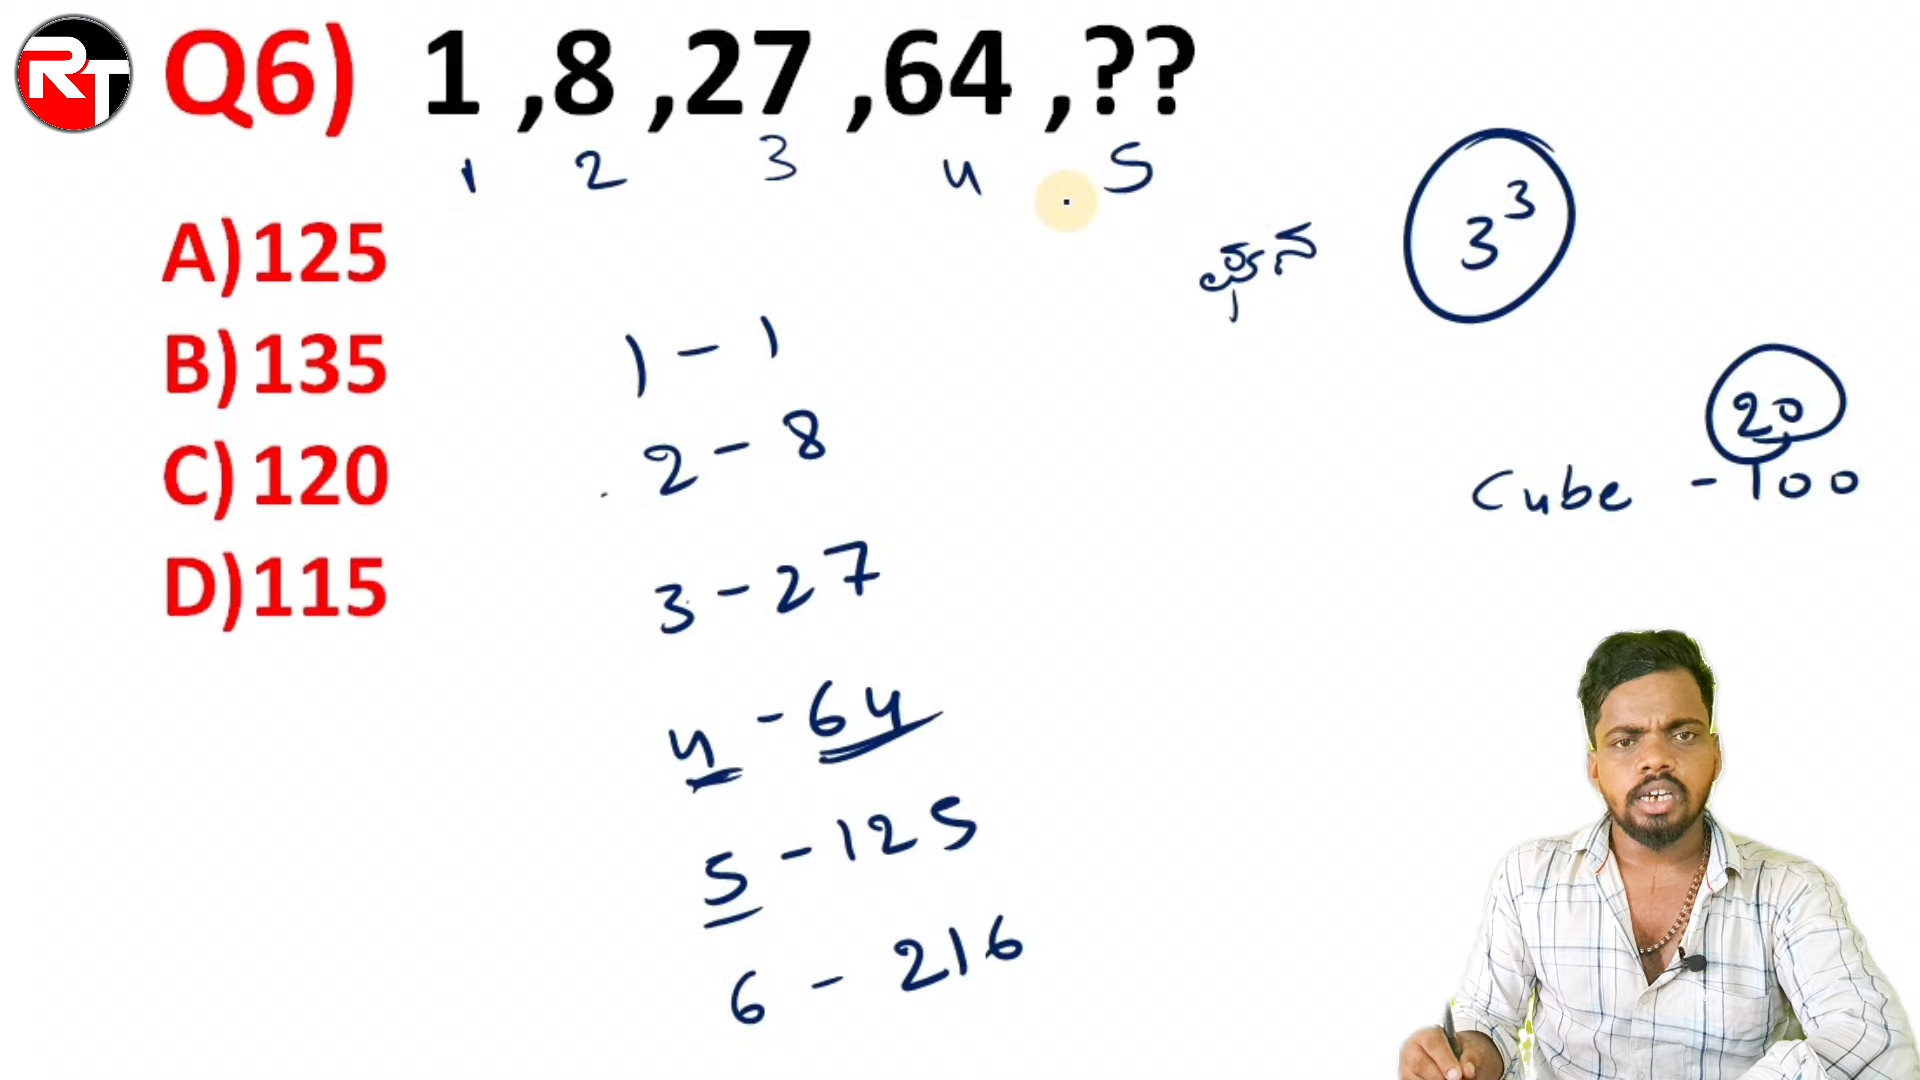 RT
Q6) 1 ,8 ,27 ,64 ,??
1 2 3 4 5
A)125
B)135
C)120
D)115
ಘನ 3³
20
Cube - 100
1 - 1
2 - 8
3 - 27
4 - 64
5 - 125
6 - 216